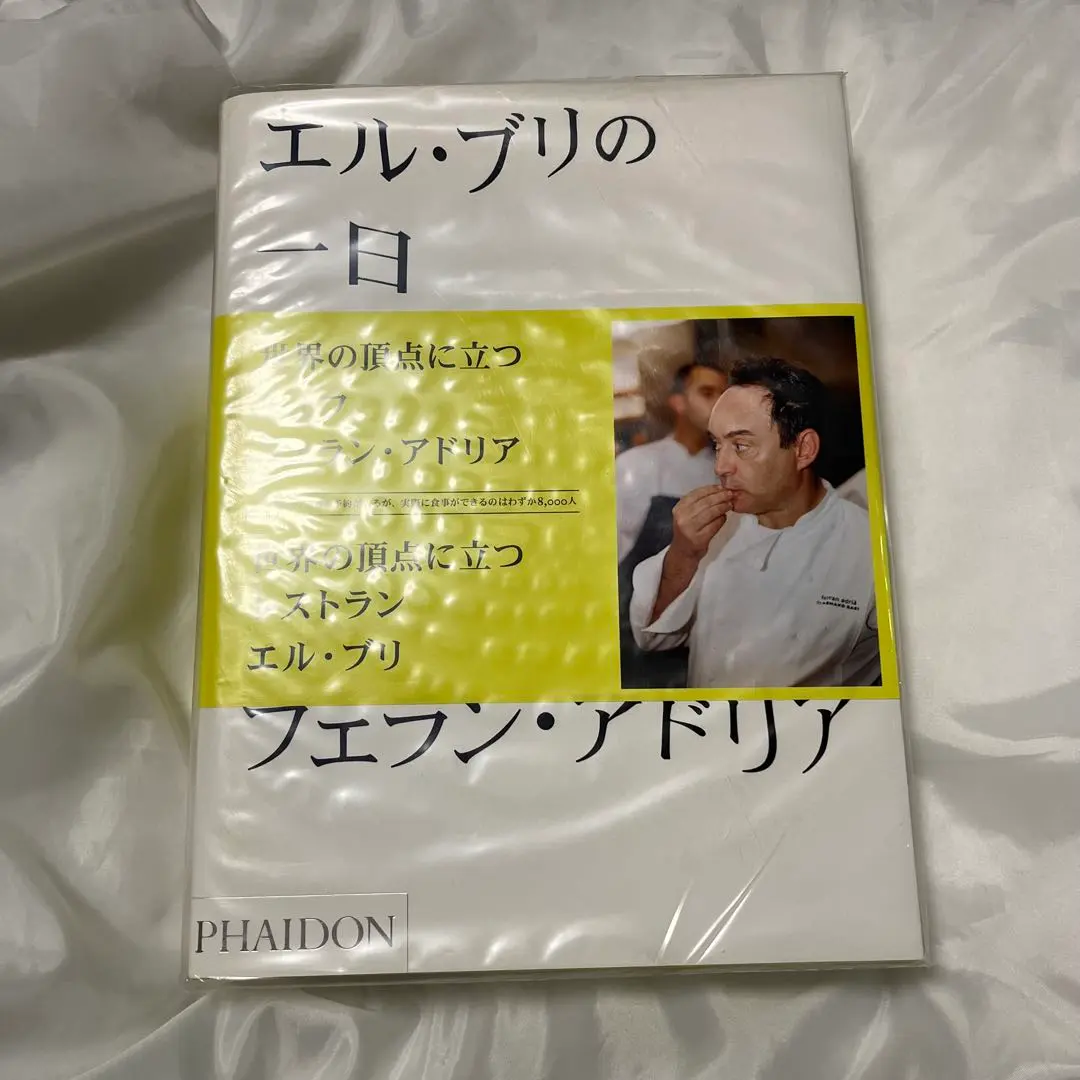 エル・ブリの
一日
世界の頂点に立つ
フ
ラン・アドリア
実際に食事ができるのはわずか8,000人
世界の頂点に立つ
ストラン
エル・ブリ
ferran adrià
フェラン・アドリア
PHAIDON